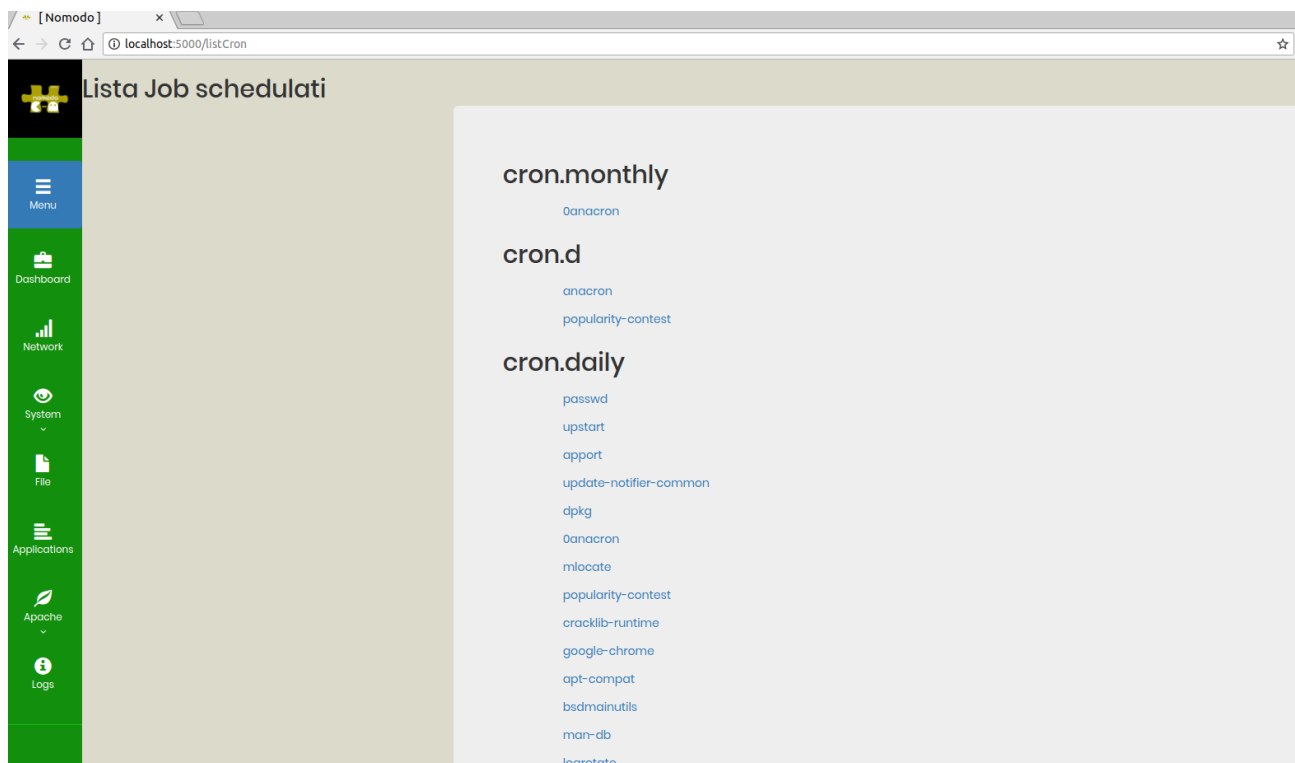 [ Nomodo ]
localhost:5000/listCron
nomodo
Lista Job schedulati
Menu
Dashboard
Network
System
File
Applications
Apache
Logs
cron.monthly
0anacron
cron.d
anacron
popularity-contest
cron.daily
passwd
upstart
apport
update-notifier-common
dpkg
0anacron
mlocate
popularity-contest
cracklib-runtime
google-chrome
apt-compat
bsdmainutils
man-db
logrotate